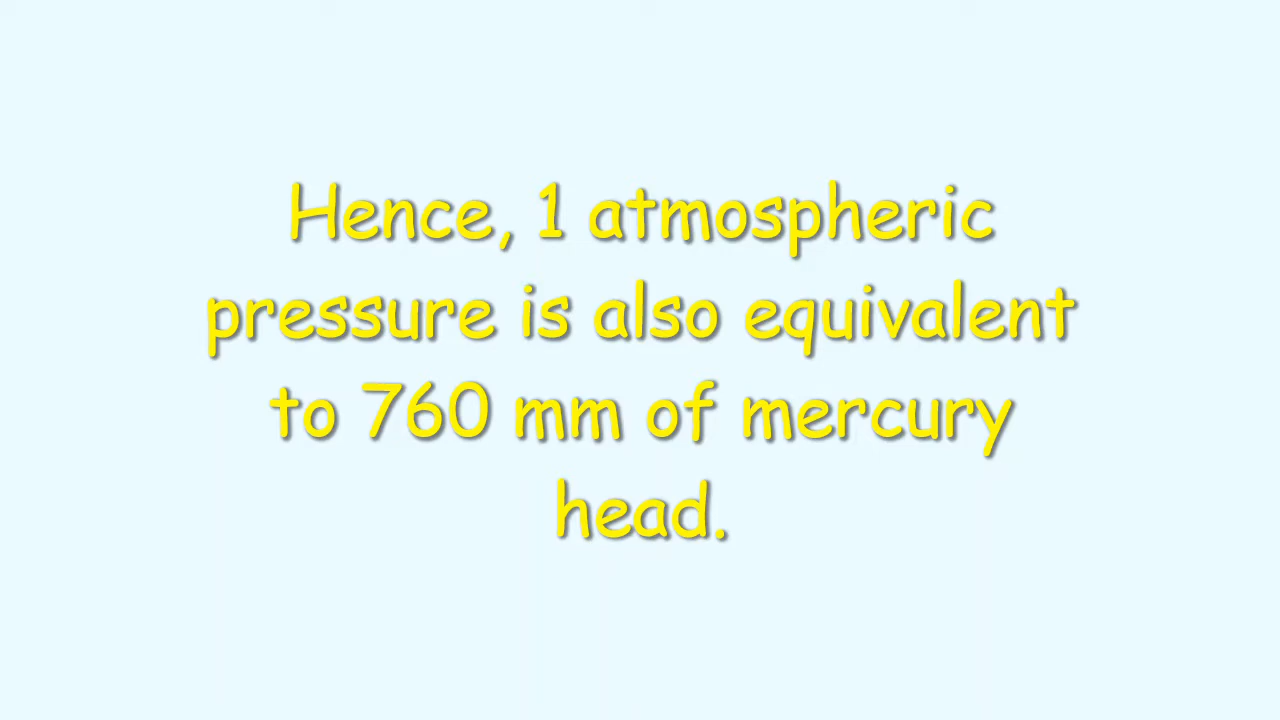 Hence, 1 atmospheric
pressure is also equivalent
to 760 mm of mercury
head.